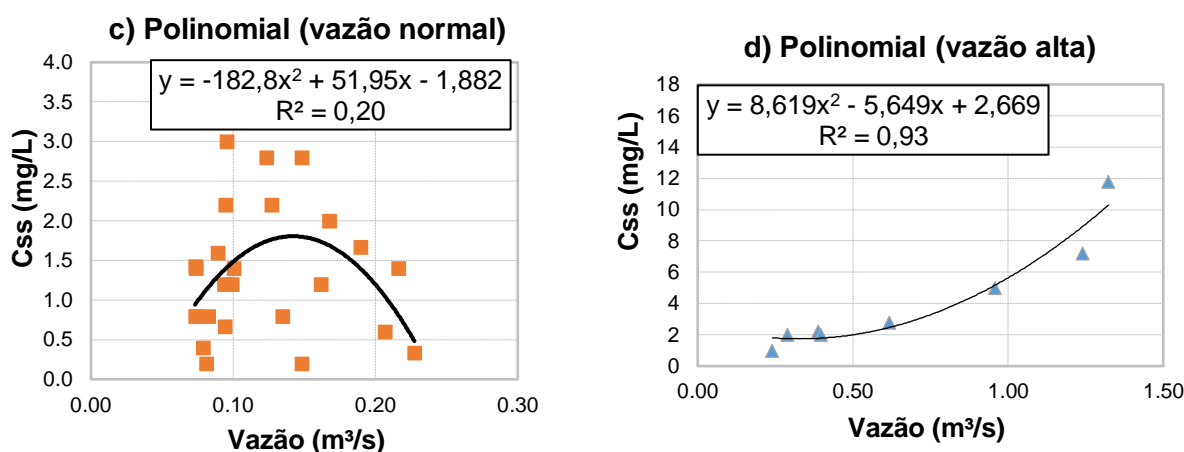 c) Polinomial (vazão normal)
y = -182,8x² + 51,95x - 1,882
R² = 0,20
4.0
3.5
3.0
2.5
2.0
1.5
1.0
0.5
0.0
Css (mg/L)
0.00 0.10 0.20 0.30
Vazão (m³/s)
d) Polinomial (vazão alta)
y = 8,619x² - 5,649x + 2,669
R² = 0,93
18
16
14
12
10
8
6
4
2
0
Css (mg/L)
0.00 0.50 1.00 1.50
Vazão (m³/s)